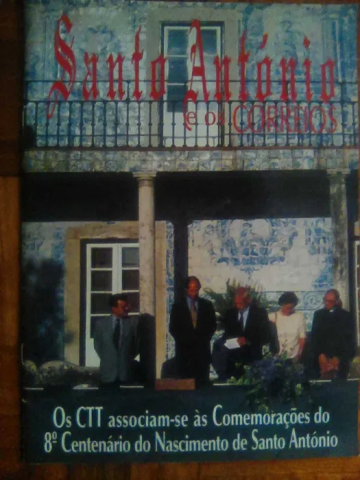 Santo António
e os CORREIOS
Os CTT associam-se às Comemorações do
8º Centenário do Nascimento de Santo António